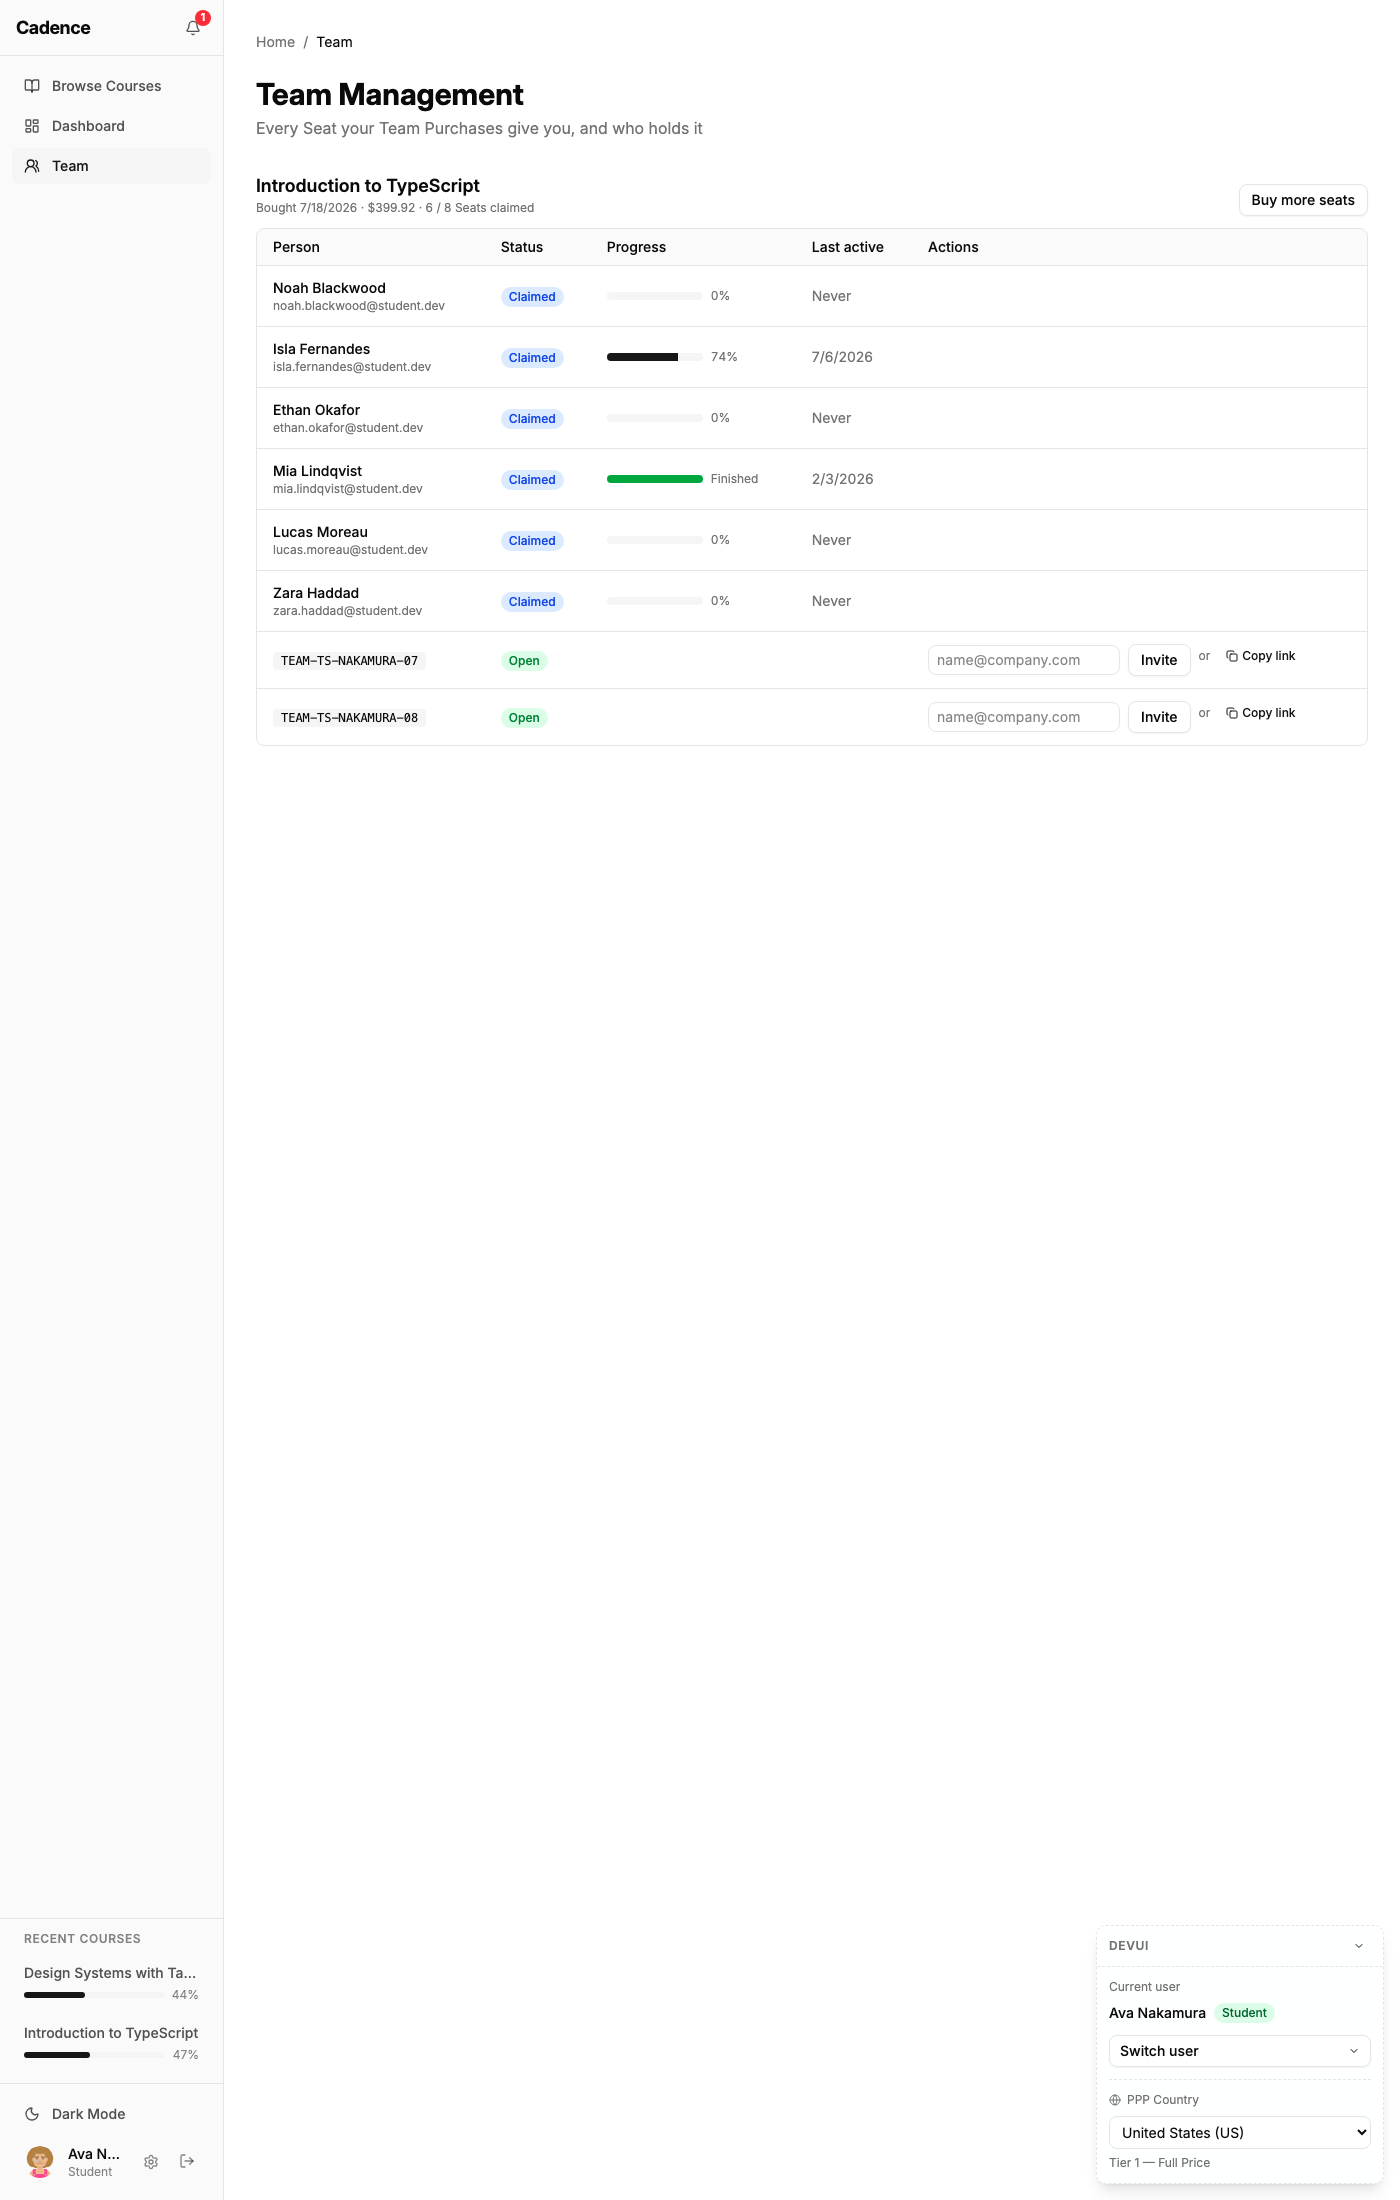 Cadence
1
Browse Courses
Dashboard
Team
Home / Team
Team Management
Every Seat your Team Purchases give you, and who holds it
Introduction to TypeScript
Bought 7/18/2026 · $399.92 · 6 / 8 Seats claimed
Buy more seats
Person Status Progress Last active Actions
Noah Blackwood
noah.blackwood@student.dev
Claimed 0% Never
Isla Fernandes
isla.fernandes@student.dev
Claimed 74% 7/6/2026
Ethan Okafor
ethan.okafor@student.dev
Claimed 0% Never
Mia Lindqvist
mia.lindqvist@student.dev
Claimed Finished 2/3/2026
Lucas Moreau
lucas.moreau@student.dev
Claimed 0% Never
Zara Haddad
zara.haddad@student.dev
Claimed 0% Never
TEAM-TS-NAKAMURA-07 Open name@company.com Invite or Copy link
TEAM-TS-NAKAMURA-08 Open name@company.com Invite or Copy link
RECENT COURSES
Design Systems with Ta...
44%
Introduction to TypeScript
47%
Dark Mode
Ava N...
Student
DEVUI
Current user
Ava Nakamura Student
Switch user
PPP Country
United States (US)
Tier 1 — Full Price